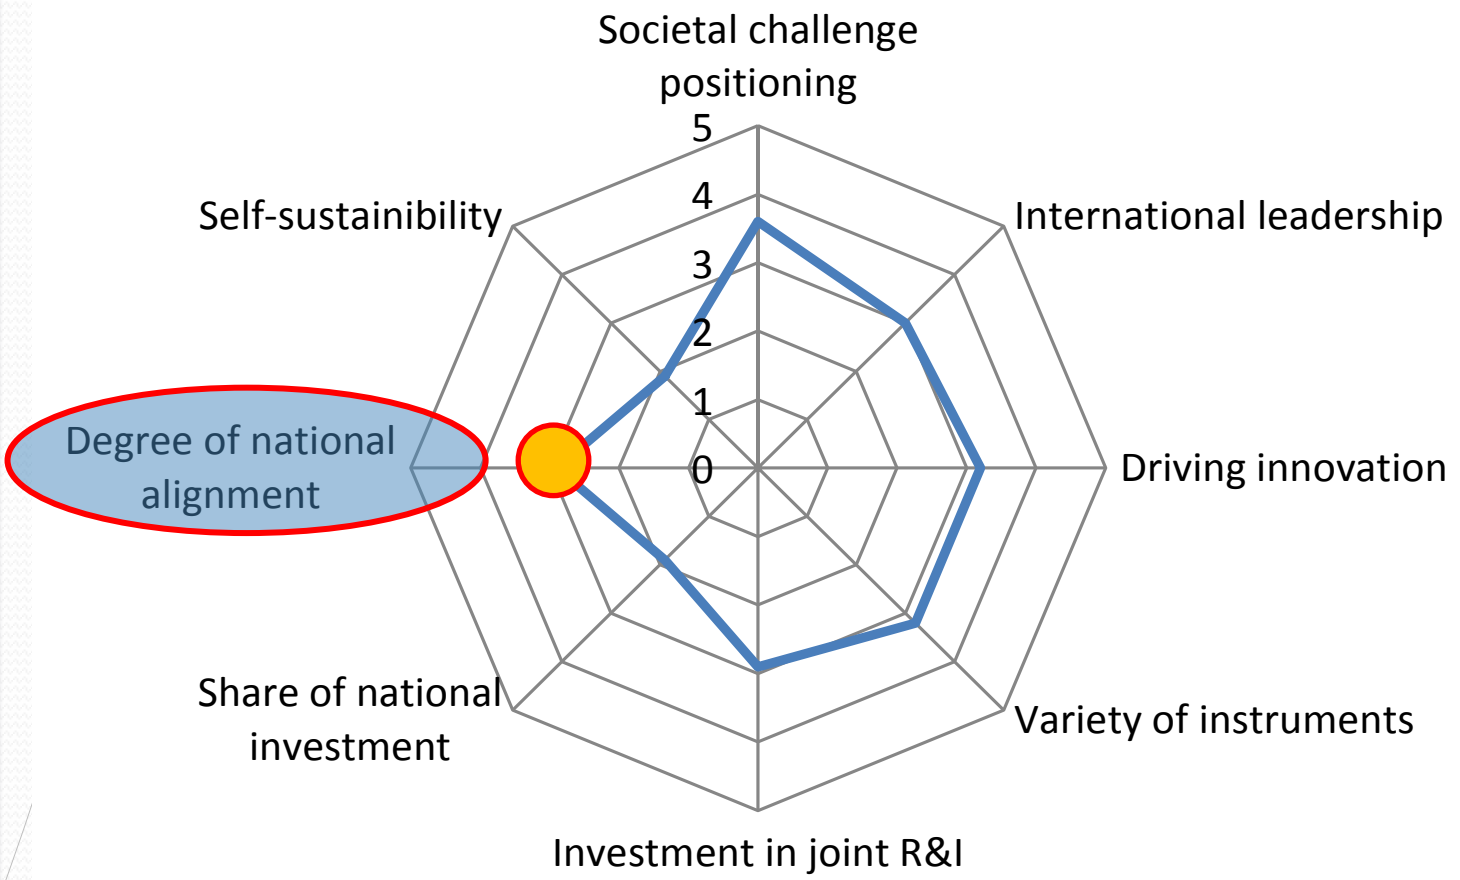 Societal challenge
positioning
5
4
3
2
1
0
International leadership
Self-sustainibility
Degree of national
alignment
Driving innovation
Share of national
investment
Variety of instruments
Investment in joint R&I